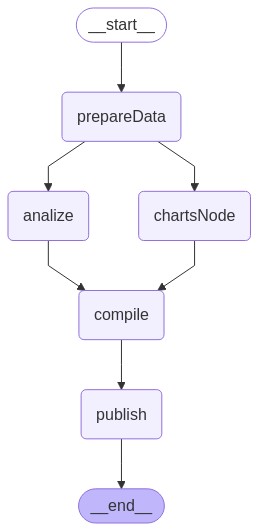 __start__
prepareData
analize
chartsNode
compile
publish
__end__